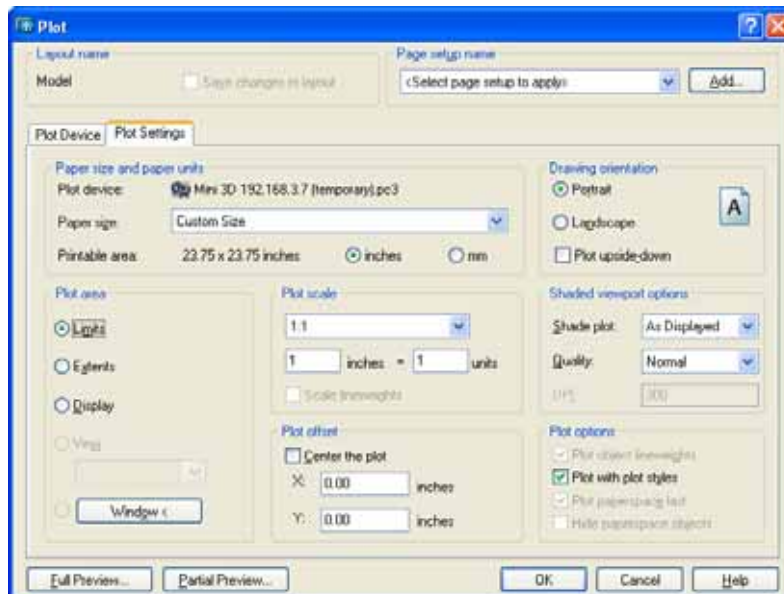 Plot
Layout name
Page setup name
Model
Save changes to layout
<Select page setup to apply>
Add...
Plot Device
Plot Settings
Paper size and paper units
Plot device:
Mini 3D 192.168.3.7 (temporary).pc3
Paper size:
Custom Size
Printable area:
23.75 x 23.75 inches
inches
mm
Drawing orientation
Portrait
Landscape
Plot upside-down
A
Plot area
Limits
Extents
Display
View
Window <
Plot scale
1:1
1 inches = 1 units
Scale lineweights
Plot offset
Center the plot
X: 0.00 inches
Y: 0.00 inches
Shaded viewport options
Shade plot: As Displayed
Quality: Normal
DPI 300
Plot options
Plot object lineweights
Plot with plot styles
Plot paperspace last
Hide paperspace objects
Full Preview...
Partial Preview...
OK
Cancel
Help